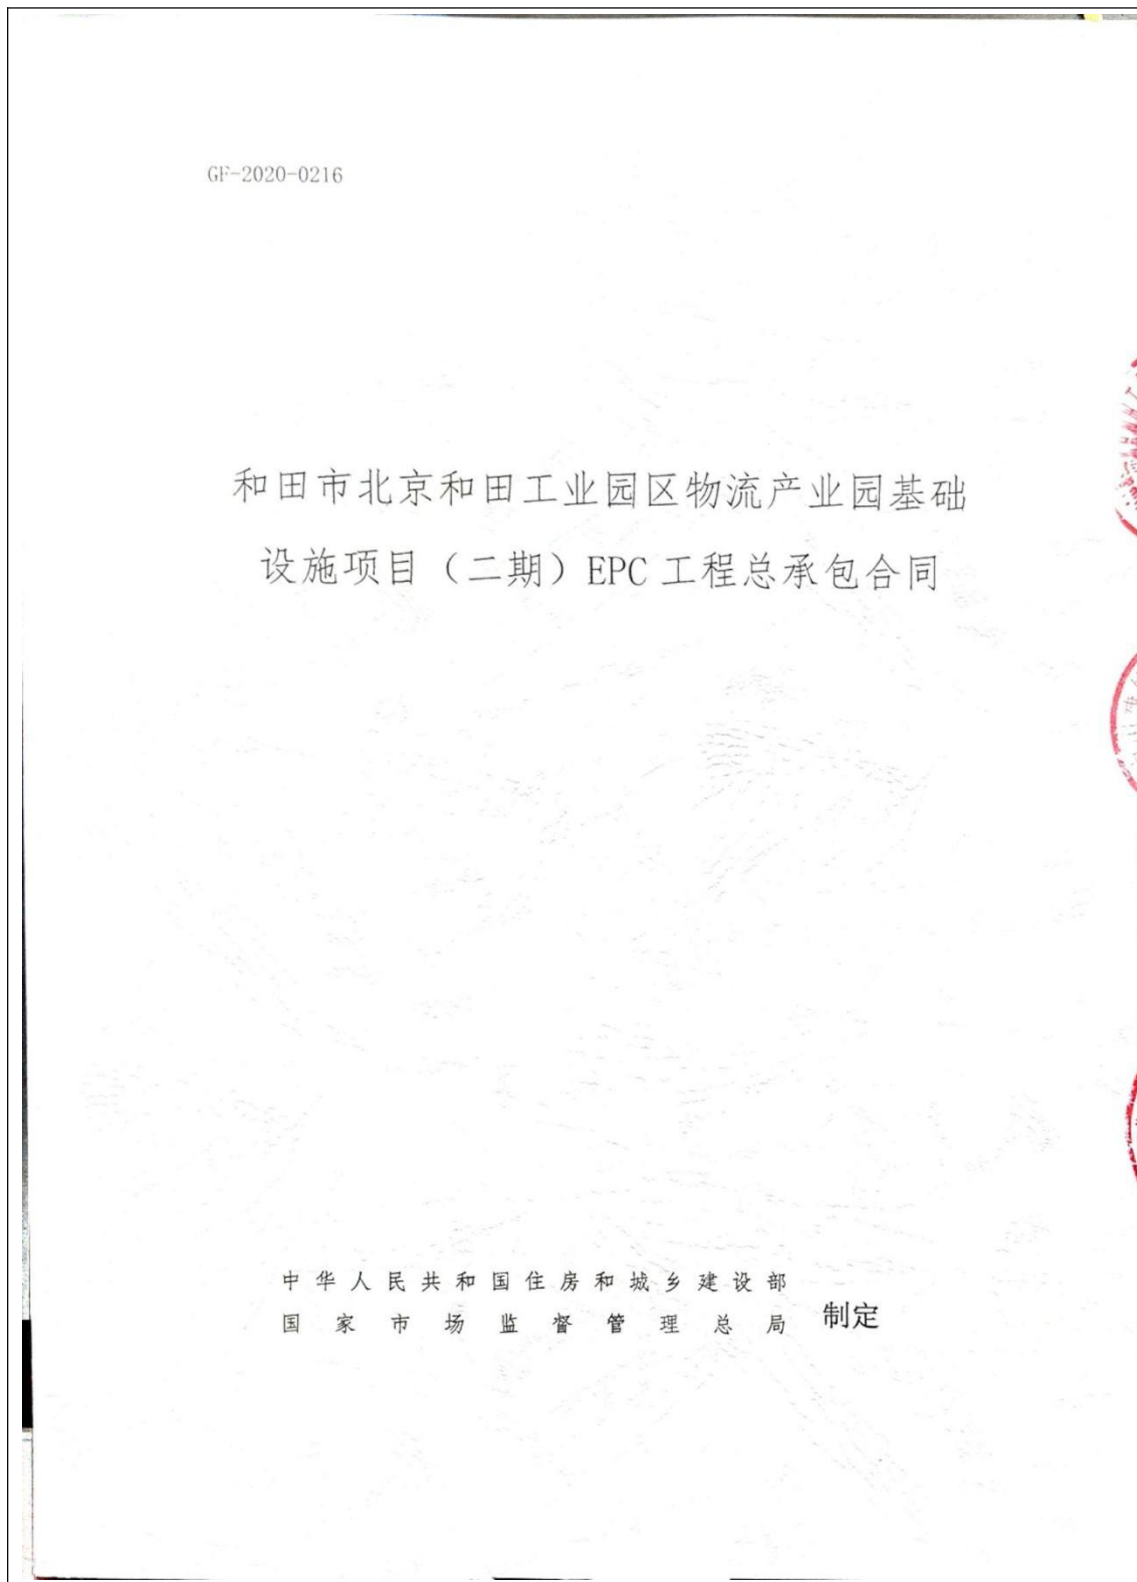 GF-2020-0216
和田市北京和田工业园区物流产业园基础
设施项目（二期）EPC 工程总承包合同
中华人民共和国住房和城乡建设部
国家市场监督管理总局
制定